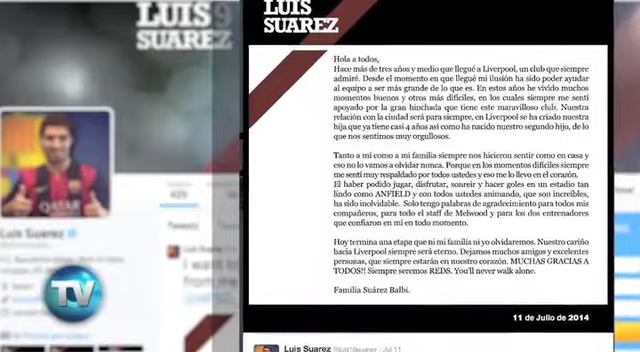 LUIS 9
SUAREZ
LUIS
SUAREZ
Hola a todos,
Hace más de tres años y medio que llegué a Liverpool, un club que siempre
admiré. Desde el momento en que llegué mi ilusión ha sido poder ayudar
al equipo a ser más grande de lo que es. En estos años he vivido muchos
momentos buenos y otros más difíciles, en los cuales siempre me sentí
apoyado por la gran hinchada que tiene este maravilloso club. Nuestra
relación con la ciudad será para siempre, en Liverpool se ha criado nuestra
hija que ya tiene casi 4 años así como ha nacido nuestro segundo hijo, de lo
que nos sentimos muy orgullosos.
Tanto a mí como a mi familia siempre nos hicieron sentir como en casa y
eso no lo vamos a olvidar nunca. Porque en los momentos difíciles siempre
me sentí muy respaldado por todos ustedes y eso me lo llevo en el corazón.
El haber podido jugar, disfrutar, sonreir y hacer goles en un estadio tan
lindo como ANFIELD y con todos ustedes animando, que son increíbles,
ha sido inolvidable. Solo tengo palabras de agradecimiento para todos mis
compañeros, para todo el staff de Melwood y para los dos entrenadores
que confiaron en mi en todo momento.
Hoy termina una etapa que ni mi familia ni yo olvidaremos. Nuestro cariño
hacia Liverpool siempre será eterno. Dejamos muchos amigos y excelentes
personas, que siempre estarán en nuestro corazón. MUCHAS GRACIAS A
TODOS!! Siempre seremos REDS. You'll never walk alone.
Familia Suárez Balbi.
11 de Julio de 2014
Luis Suarez
Tweets
TV
Luis Suarez @luis16suarez - Jul 11